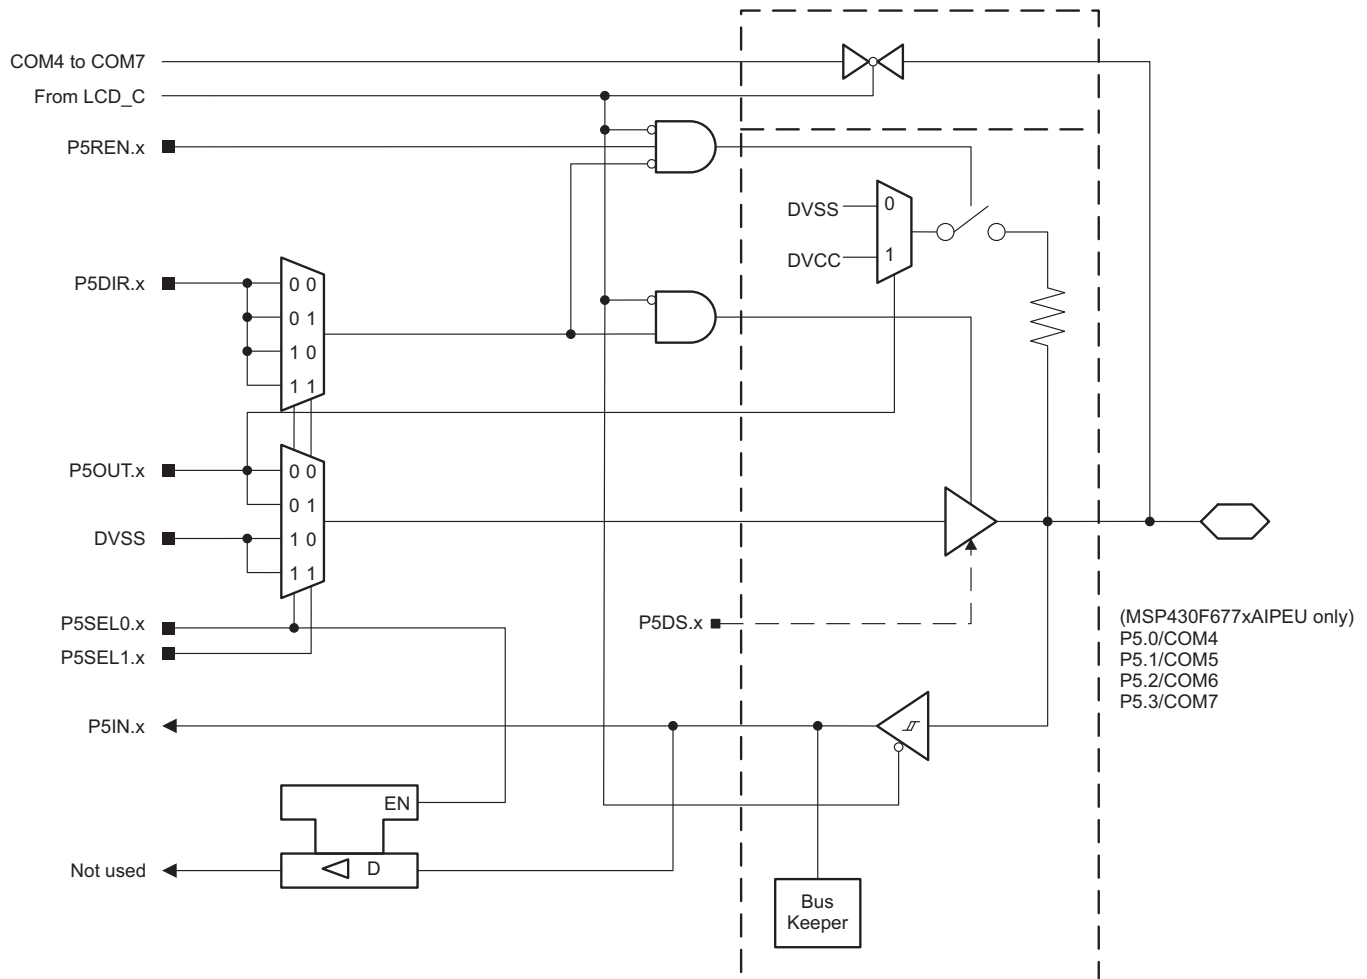 COM4 to COM7
From LCD_C
P5REN.x
DVSS
0
DVCC
1
P5DIR.x
0 0
0 1
1 0
1 1
P5OUT.x
0 0
0 1
DVSS
1 0
1 1
P5SEL0.x
P5SEL1.x
P5DS.x
(MSP430F677xAIPEU only)
P5.0/COM4
P5.1/COM5
P5.2/COM6
P5.3/COM7
P5IN.x
EN
Not used
D
Bus
Keeper